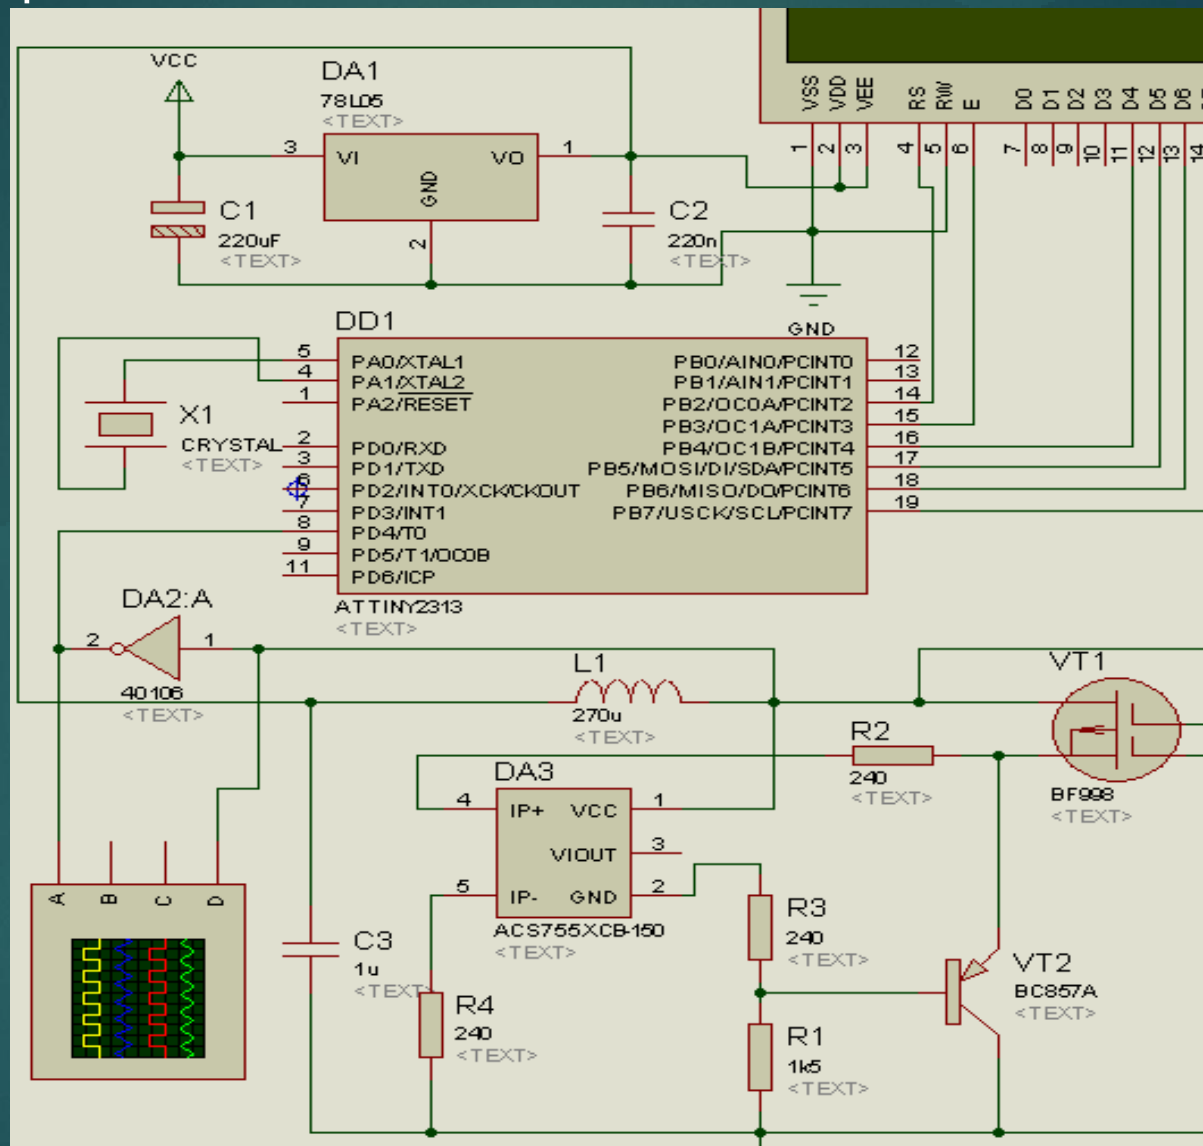 VCC
DA1
78L05
<TEXT>
3
VI
VO
1
GND
2
C1
220uF
<TEXT>
C2
220n
<TEXT>
VSS
VDD
VEE
RS
RW
E
D0
D1
D2
D3
D4
D5
D6
1
2
3
4
5
6
7
8
9
10
11
12
13
14
GND
DD1
5
PA0/XTAL1
PB0/AIN0/PCINT0
12
4
PA1/XTAL2
PB1/AIN1/PCINT1
13
1
PA2/RESET
PB2/OC0A/PCINT2
14
PB3/OC1A/PCINT3
15
2
PD0/RXD
PB4/OC1B/PCINT4
16
3
PD1/TXD
PB5/MOSI/DI/SDA/PCINT5
17
6
PD2/INT0/XCK/CKOUT
PB6/MISO/DO/PCINT6
18
7
PD3/INT1
PB7/USCK/SCL/PCINT7
19
8
PD4/T0
9
PD5/T1/OC0B
11
PD6/ICP
ATTINY2313
<TEXT>
X1
CRYSTAL
<TEXT>
DA2:A
2
1
40106
<TEXT>
L1
270u
<TEXT>
VT1
BF998
<TEXT>
R2
240
<TEXT>
DA3
4
IP+
VCC
1
VIOUT
3
5
IP-
GND
2
ACS755XCB-150
<TEXT>
A
B
C
D
C3
1u
<TEXT>
R4
240
<TEXT>
R3
240
<TEXT>
R1
1k5
<TEXT>
VT2
BC857A
<TEXT>